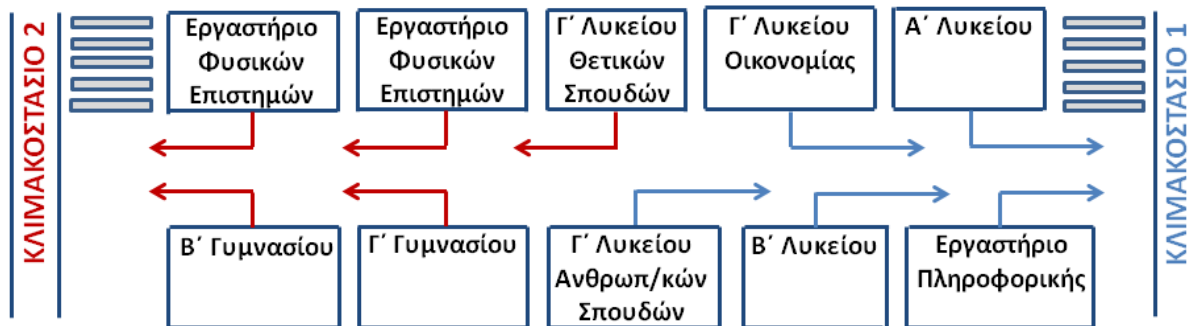 ΚΛΙΜΑΚΟΣΤΑΣΙΟ 2
Εργαστήριο
Φυσικών
Επιστημών
Εργαστήριο
Φυσικών
Επιστημών
Γ΄ Λυκείου
Θετικών
Σπουδών
Γ΄ Λυκείου
Οικονομίας
Α΄ Λυκείου
ΚΛΙΜΑΚΟΣΤΑΣΙΟ 1
Β΄ Γυμνασίου
Γ΄ Γυμνασίου
Γ΄ Λυκείου
Ανθρωπ/κών
Σπουδών
Β΄ Λυκείου
Εργαστήριο
Πληροφορικής